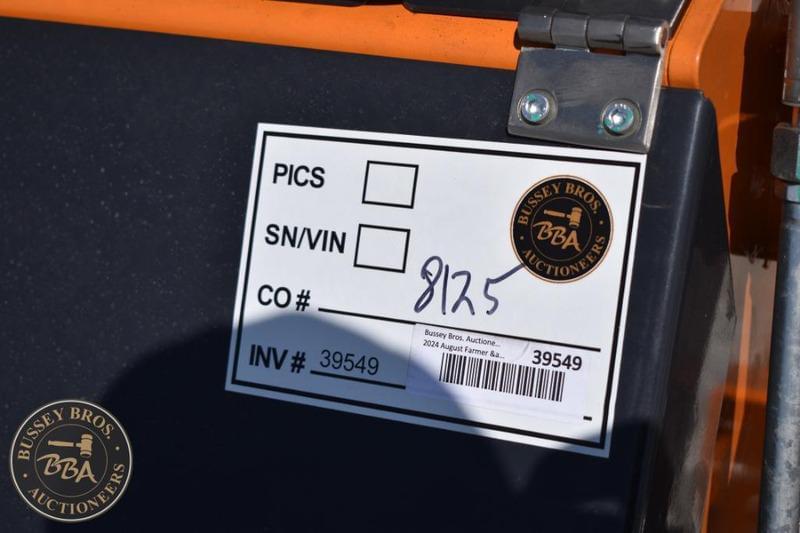 PICS
SN/VIN
CO # 8125
INV # 39549
BUSSEY BROS.
BBA
AUCTIONEERS
Bussey Bros. Auctione...
2024 August Farmer &a...
39549
BUSSEY BROS.
BBA
AUCTIONEERS